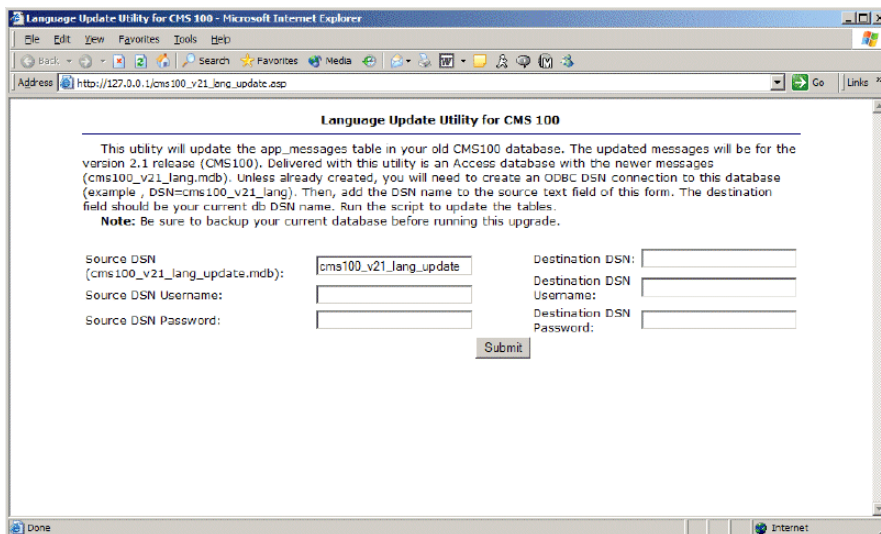 Language Update Utility for CMS 100 - Microsoft Internet Explorer
File Edit View Favorites Tools Help
Back Search Favorites Media
Address http://127.0.0.1/cms100_v21_lang_update.asp Go Links »
Language Update Utility for CMS 100
This utility will update the app_messages table in your old CMS100 database. The updated messages will be for the
version 2.1 release (CMS100). Delivered with this utility is an Access database with the newer messages
(cms100_v21_lang.mdb). Unless already created, you will need to create an ODBC DSN connection to this database
(example , DSN=cms100_v21_lang). Then, add the DSN name to the source text field of this form. The destination
field should be your current db DSN name. Run the script to update the tables.
Note: Be sure to backup your current database before running this upgrade.
Source DSN
(cms100_v21_lang_update.mdb):
cms100_v21_lang_update
Source DSN Username:
Source DSN Password:
Destination DSN:
Destination DSN
Username:
Destination DSN
Password:
Submit
Done Internet